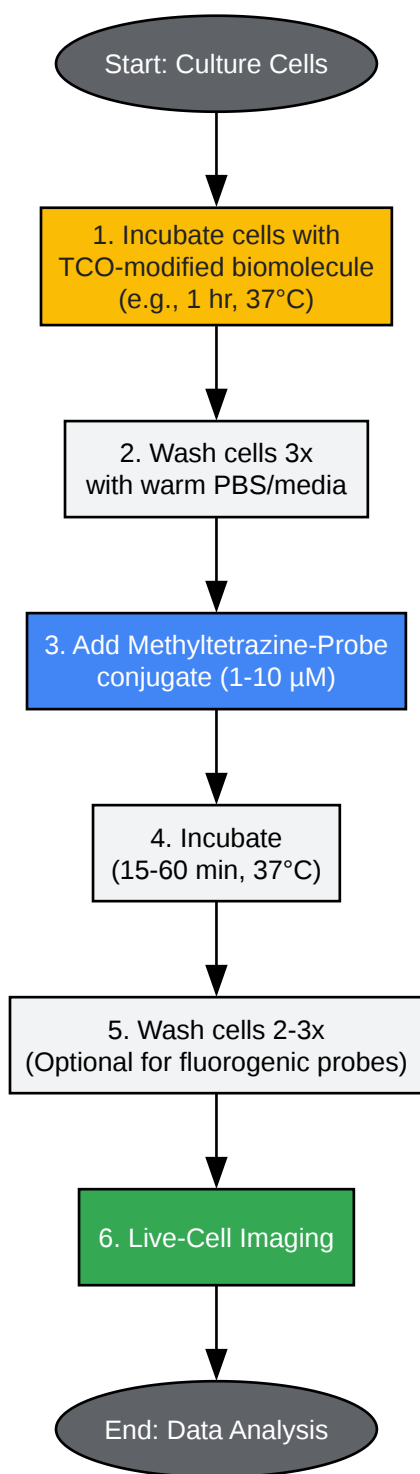 Start: Culture Cells
1. Incubate cells with
TCO-modified biomolecule
(e.g., 1 hr, 37°C)
2. Wash cells 3x
with warm PBS/media
3. Add Methyltetrazine-Probe
conjugate (1-10 µM)
4. Incubate
(15-60 min, 37°C)
5. Wash cells 2-3x
(Optional for fluorogenic probes)
6. Live-Cell Imaging
End: Data Analysis